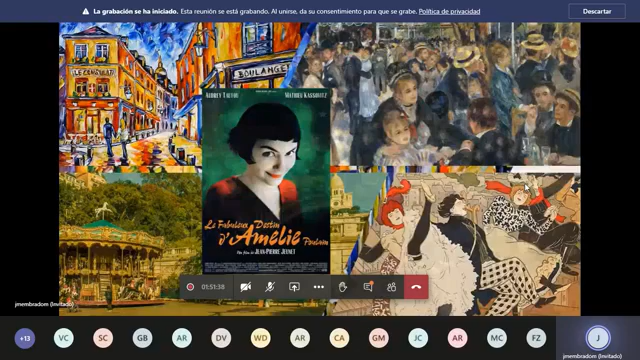 La grabación se ha iniciado. Esta reunión se está grabando. Al unirse, da su consentimiento para que se grabe. Política de privacidad
Descartar
LE CONSULAT
BOULANGE
AUDREY TAUTOU
MATHIEU KASSOVITZ
Le Fabuleux Destin
d'Amélie Poulain
Un film de JEAN-PIERRE JEUNET
01:51:38
jmembradom (Invitado)
+13
VC
SC
GB
AR
DV
WD
AR
CA
GM
JC
AR
MC
FZ
J
jmembradom (Invitado)